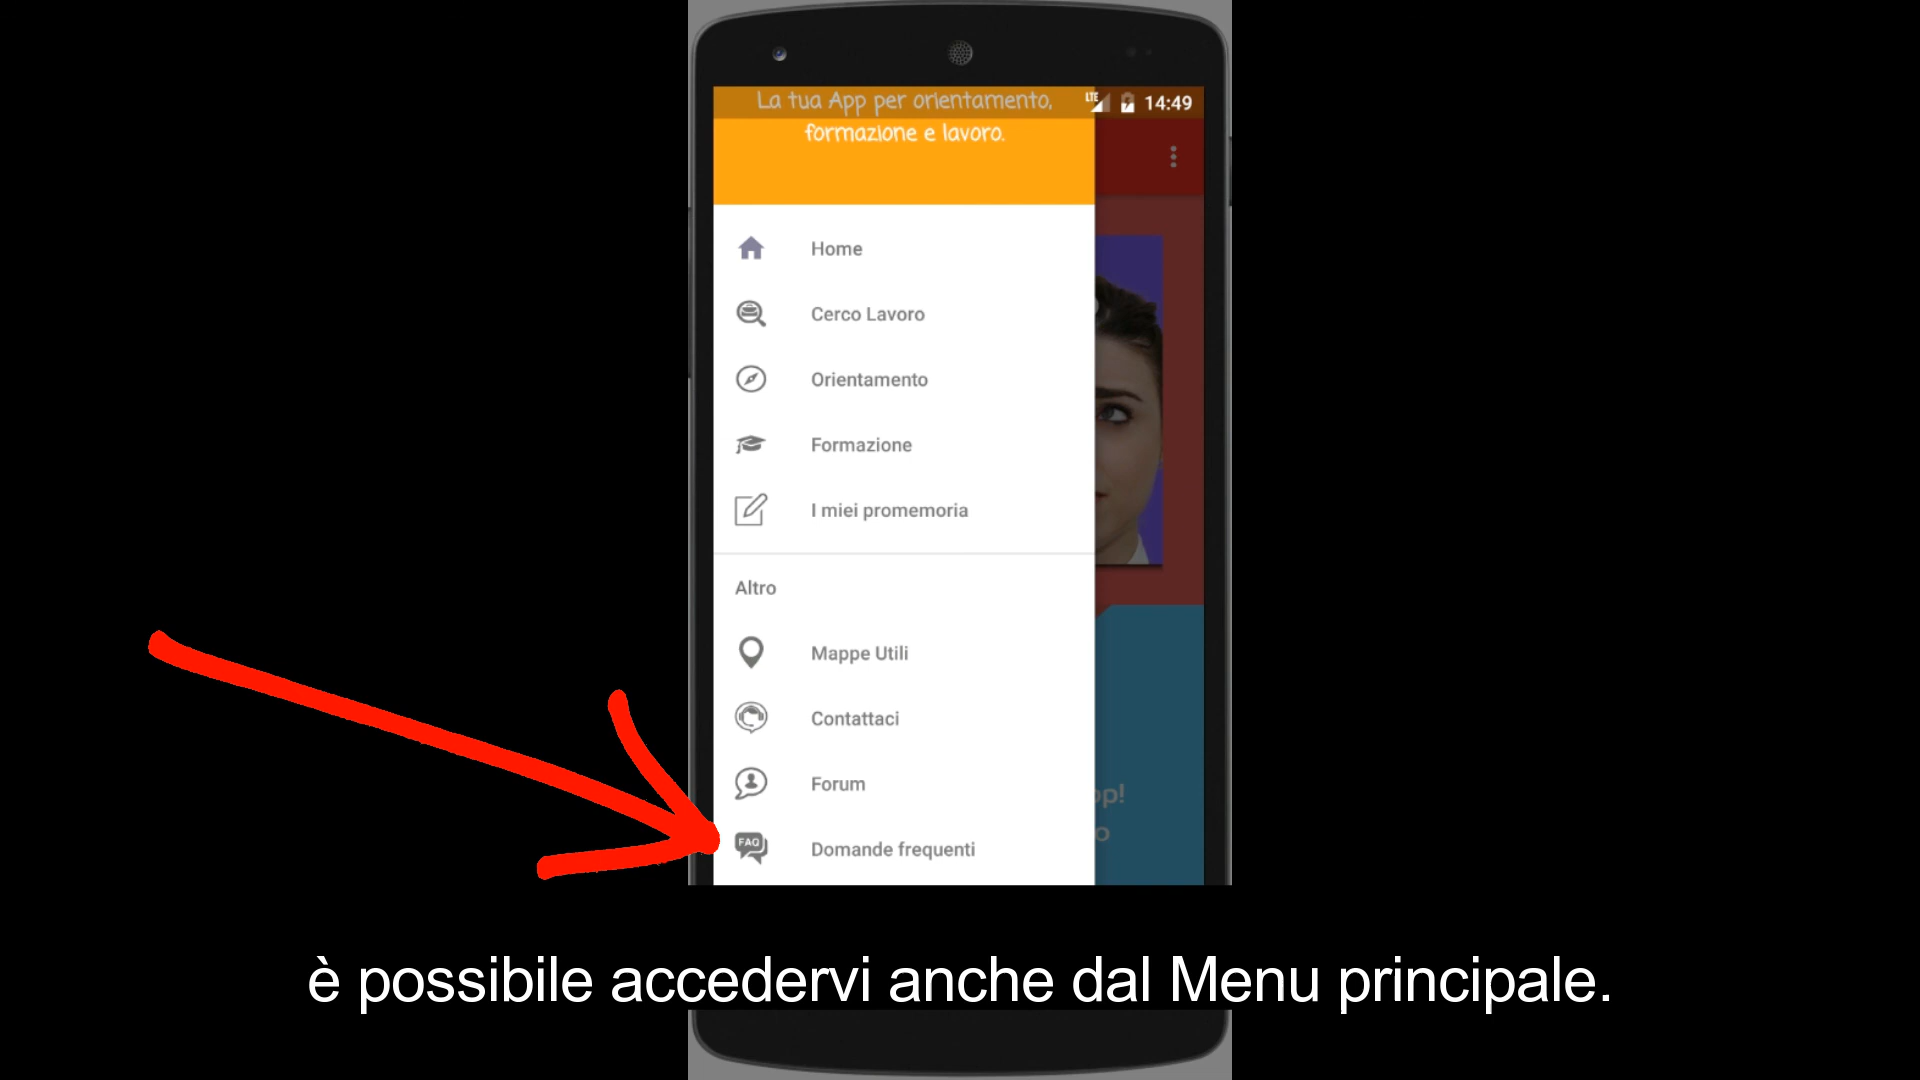 La tua App per orientamento,
LTE
14:49
formazione e lavoro.
Home
Cerco Lavoro
Orientamento
Formazione
I miei promemoria
Altro
Mappe Utili
Contattaci
Forum
FAQ
Domande frequenti
è possibile accedervi anche dal Menu principale.